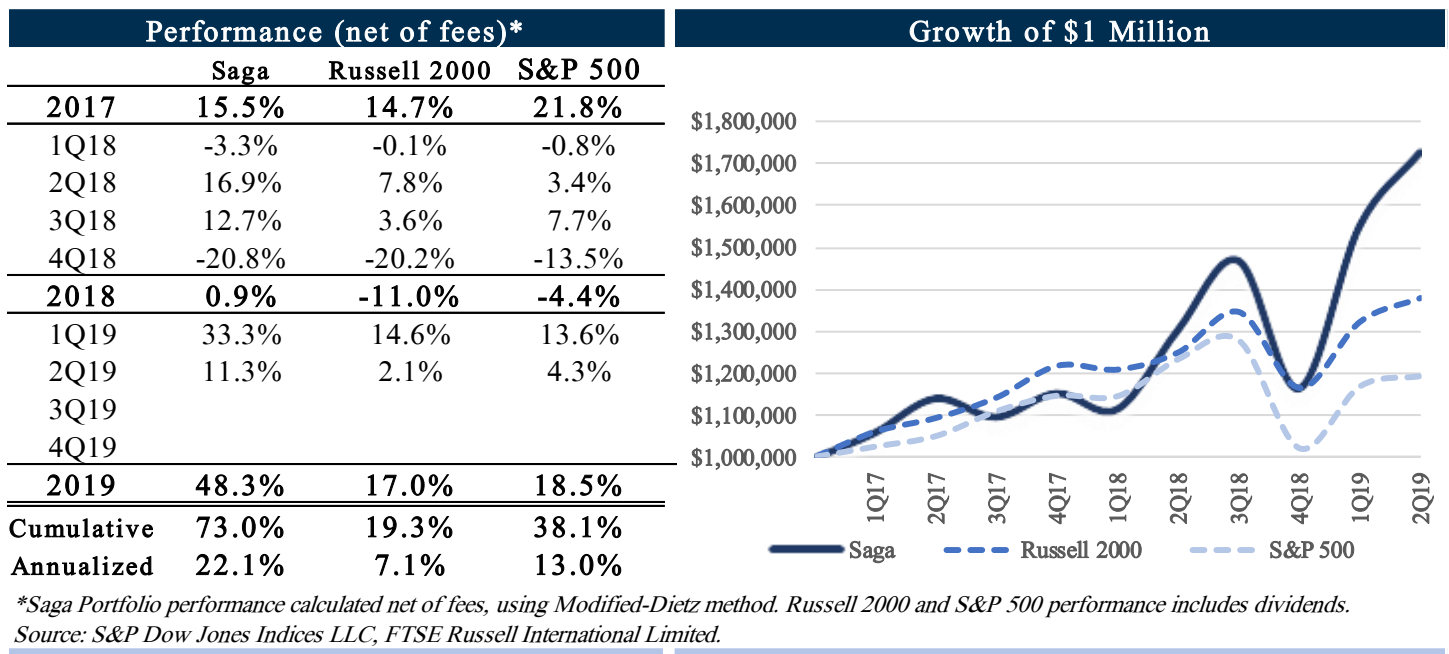 Performance (net of fees)*
Saga Russell 2000 S&P 500
2017 15.5% 14.7% 21.8%
1Q18 -3.3% -0.1% -0.8%
2Q18 16.9% 7.8% 3.4%
3Q18 12.7% 3.6% 7.7%
4Q18 -20.8% -20.2% -13.5%
2018 0.9% -11.0% -4.4%
1Q19 33.3% 14.6% 13.6%
2Q19 11.3% 2.1% 4.3%
3Q19
4Q19
2019 48.3% 17.0% 18.5%
Cumulative 73.0% 19.3% 38.1%
Annualized 22.1% 7.1% 13.0%
Growth of $1 Million
$1,800,000
$1,700,000
$1,600,000
$1,500,000
$1,400,000
$1,300,000
$1,200,000
$1,100,000
$1,000,000
1Q17 2Q17 3Q17 4Q17 1Q18 2Q18 3Q18 4Q18 1Q19 2Q19
Saga Russell 2000 S&P 500
*Saga Portfolio performance calculated net of fees, using Modified-Dietz method. Russell 2000 and S&P 500 performance includes dividends.
Source: S&P Dow Jones Indices LLC, FTSE Russell International Limited.